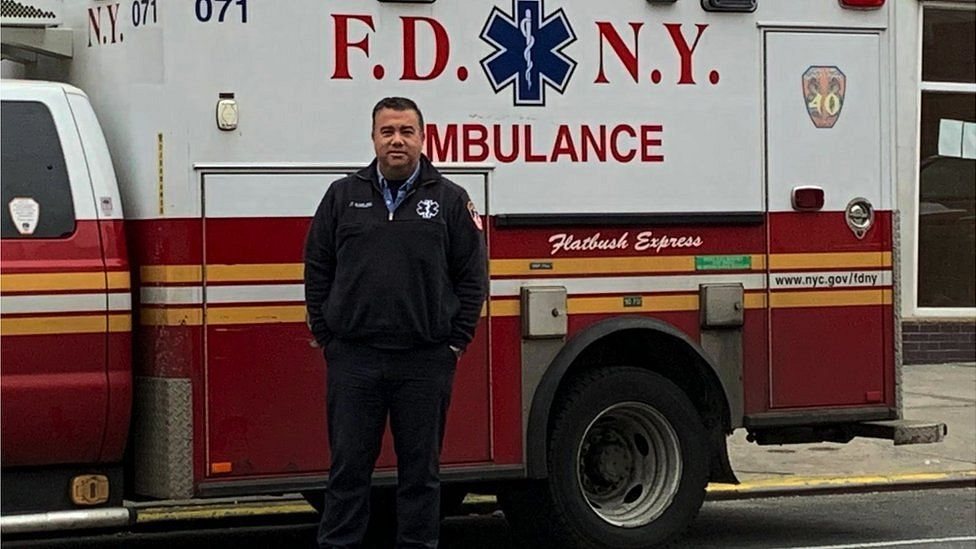 N.Y. 071
071
F.D. N.Y.
AMBULANCE
40
Flatbush Express
www.nyc.gov/fdny